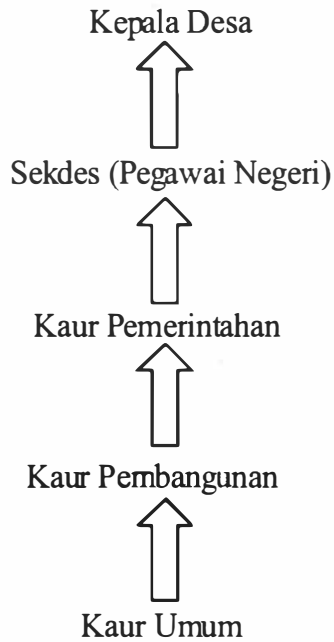 Kepala Desa
Sekdes (Pegawai Negeri)
Kaur Pemerintahan
Kaur Pembangunan
Kaur Umum